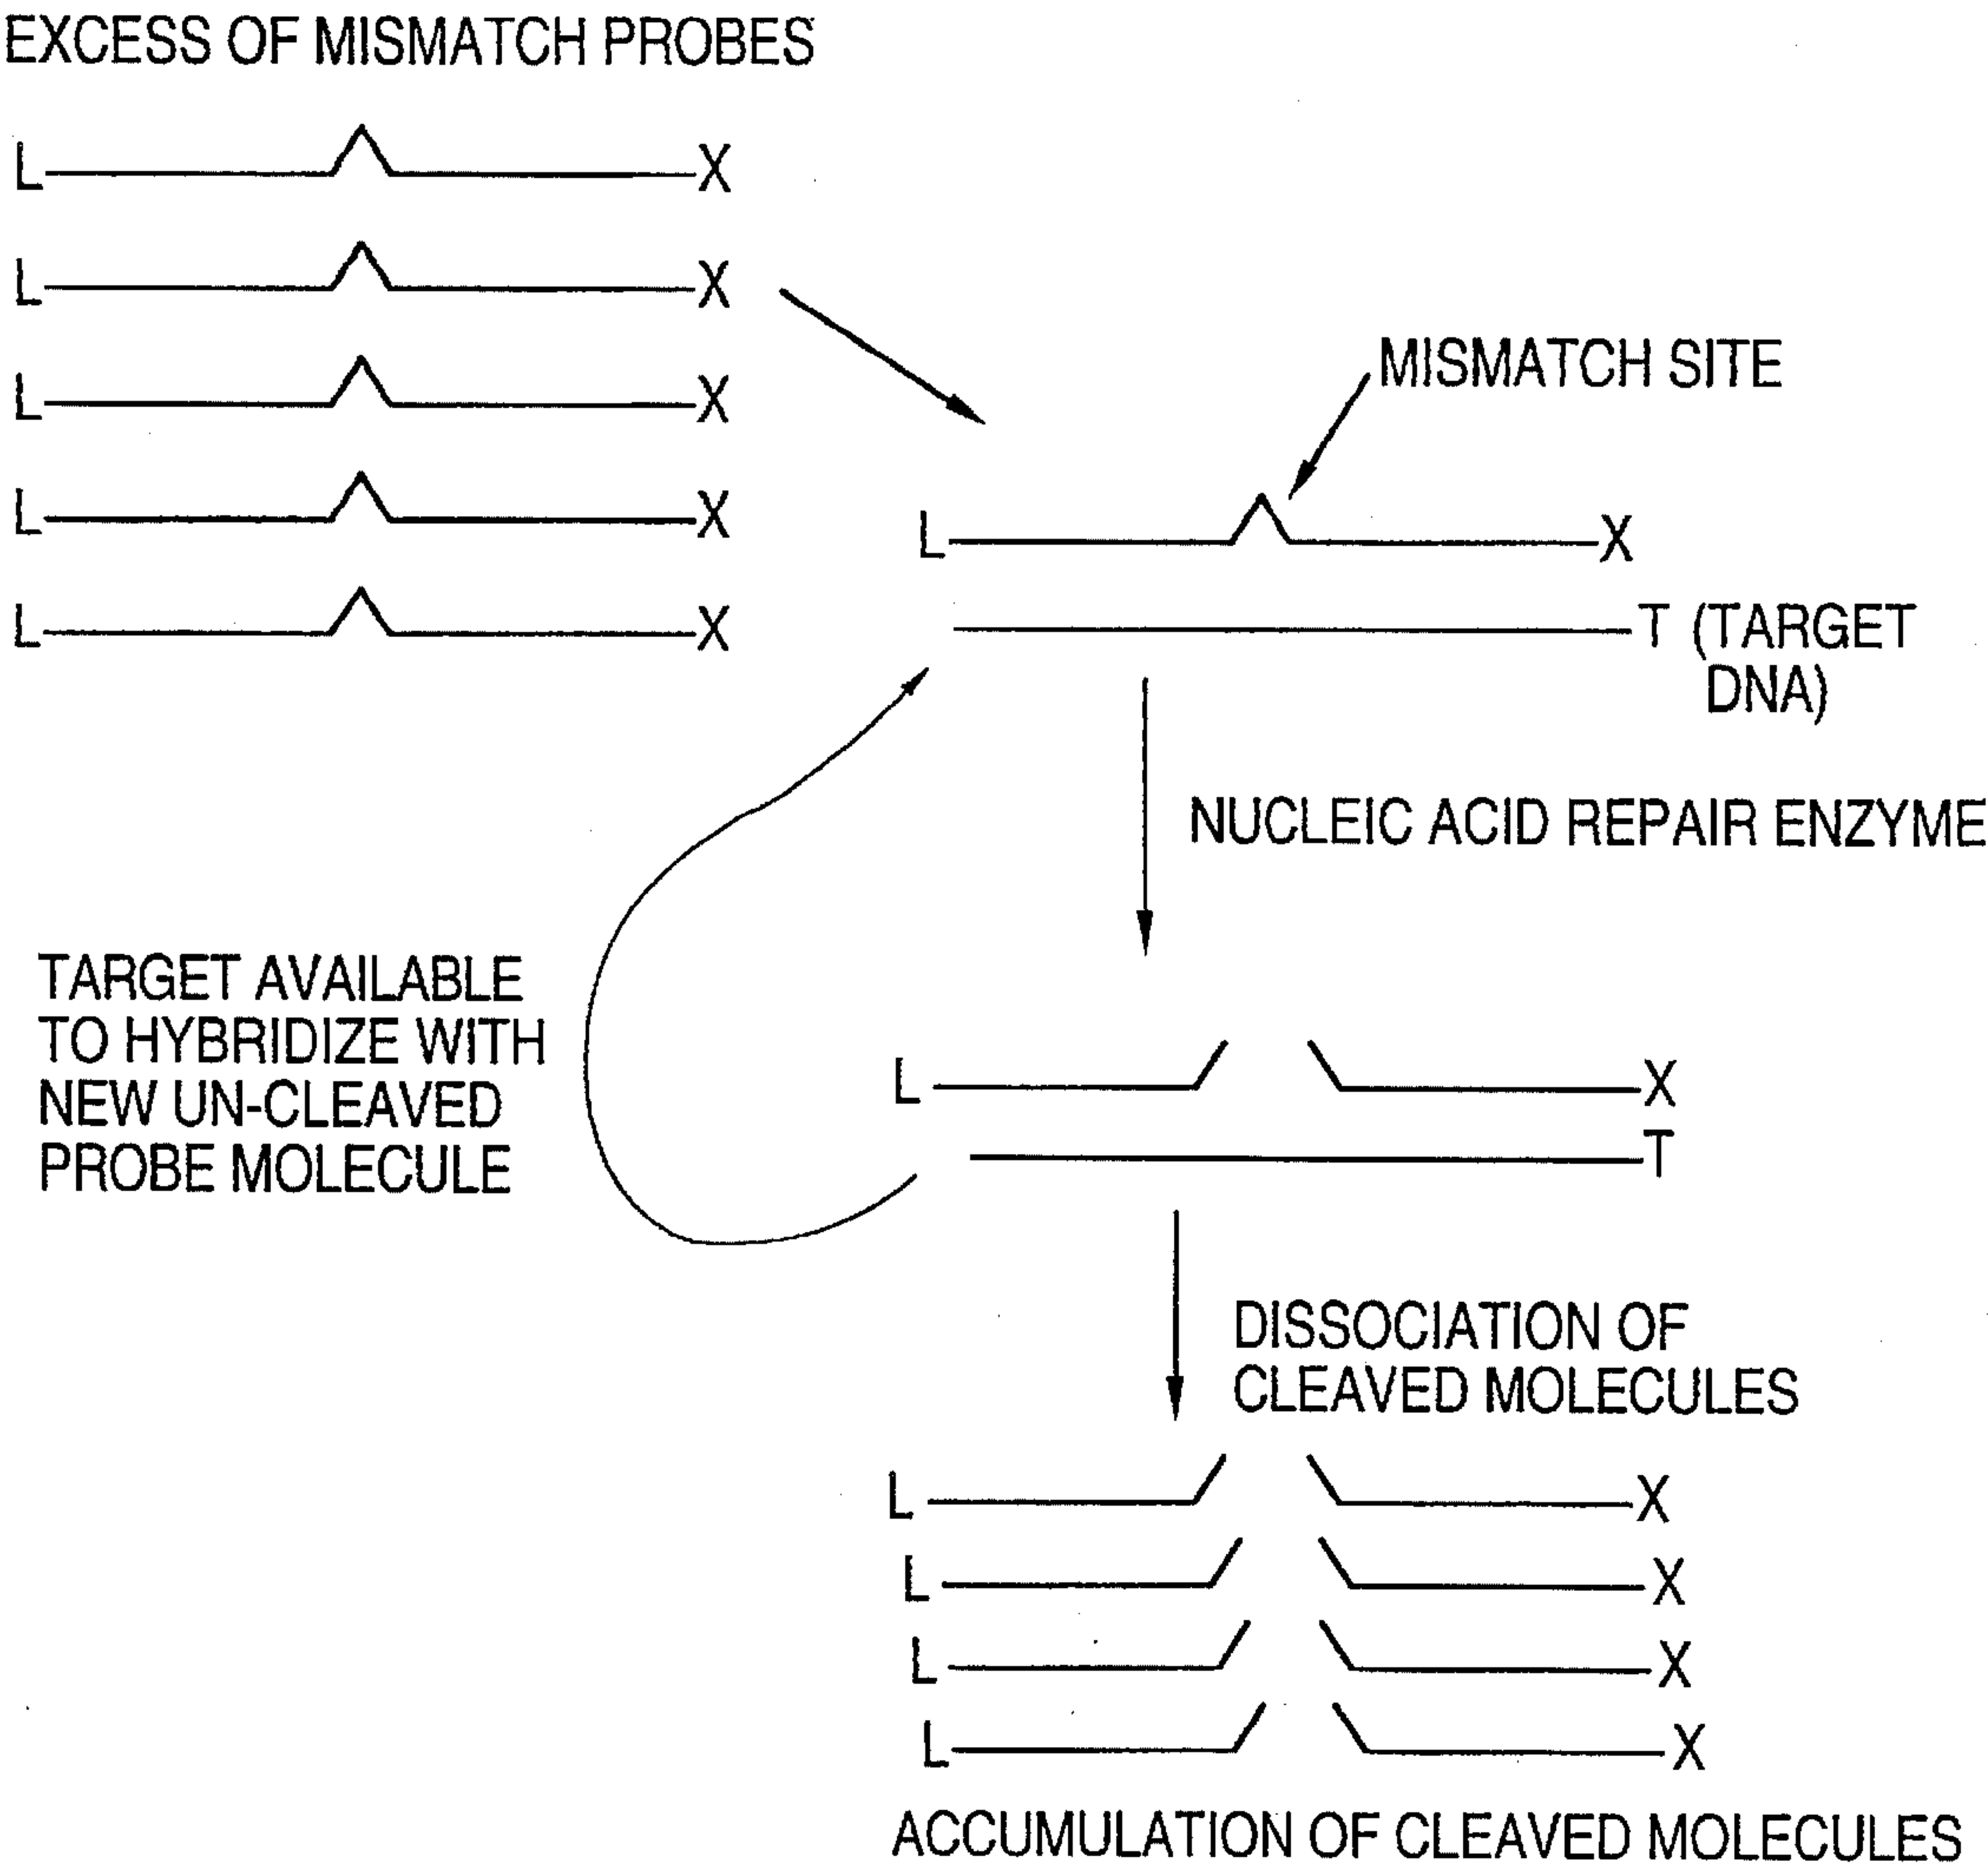 EXCESS OF MISMATCH PROBES
L X
L X
L X
L X
L X
MISMATCH SITE
L X
T (TARGET
DNA)
NUCLEIC ACID REPAIR ENZYME
TARGET AVAILABLE
TO HYBRIDIZE WITH
NEW UN-CLEAVED
PROBE MOLECULE
L X
T
DISSOCIATION OF
CLEAVED MOLECULES
L X
L X
L X
L X
ACCUMULATION OF CLEAVED MOLECULES